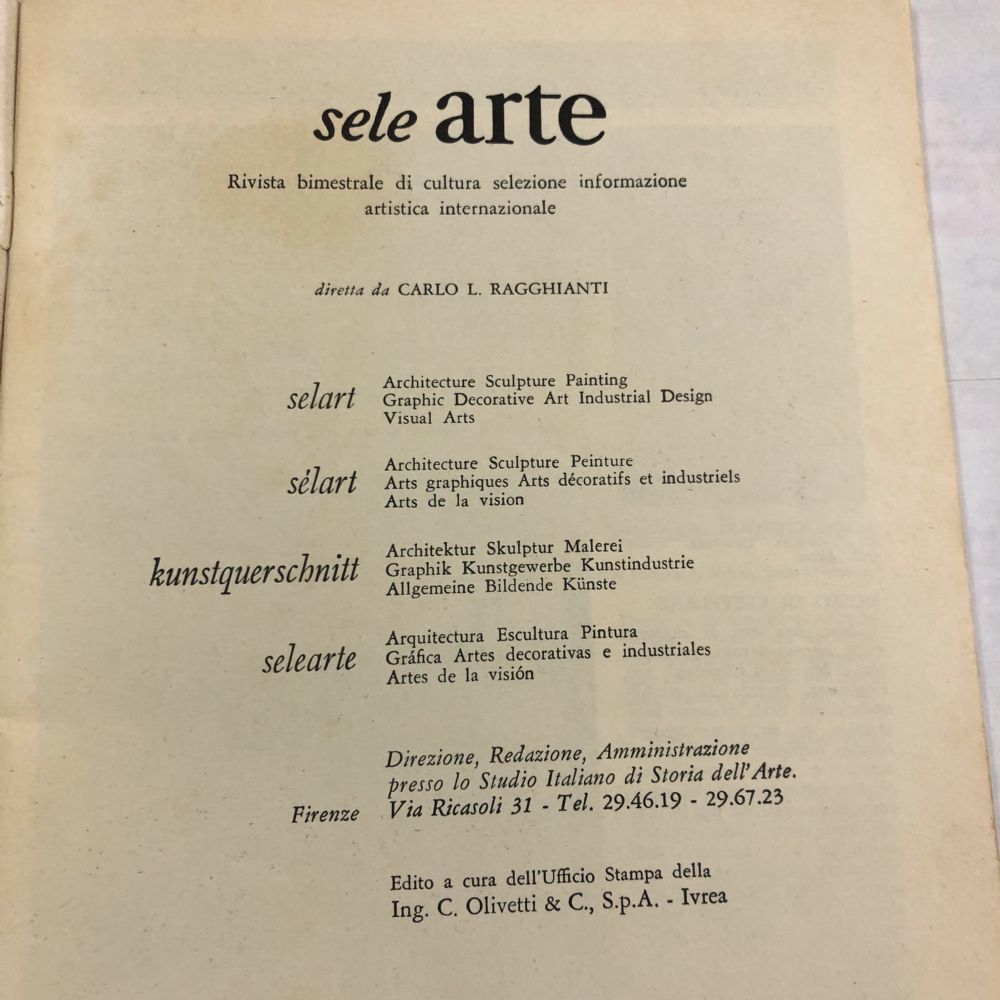 sele arte
Rivista bimestrale di cultura selezione informazione
artistica internazionale
diretta da CARLO L. RAGGHIANTI
selart
Architecture Sculpture Painting
Graphic Decorative Art Industrial Design
Visual Arts
sélart
Architecture Sculpture Peinture
Arts graphiques Arts décoratifs et industriels
Arts de la vision
kunstquerschnitt
Architektur Skulptur Malerei
Graphik Kunstgewerbe Kunstindustrie
Allgemeine Bildende Künste
selearte
Arquitectura Escultura Pintura
Gráfica Artes decorativas e industriales
Artes de la visión
Firenze
Direzione, Redazione, Amministrazione
presso lo Studio Italiano di Storia dell'Arte.
Via Ricasoli 31 - Tel. 29.46.19 - 29.67.23
Edito a cura dell'Ufficio Stampa della
Ing. C. Olivetti & C., S.p.A. - Ivrea